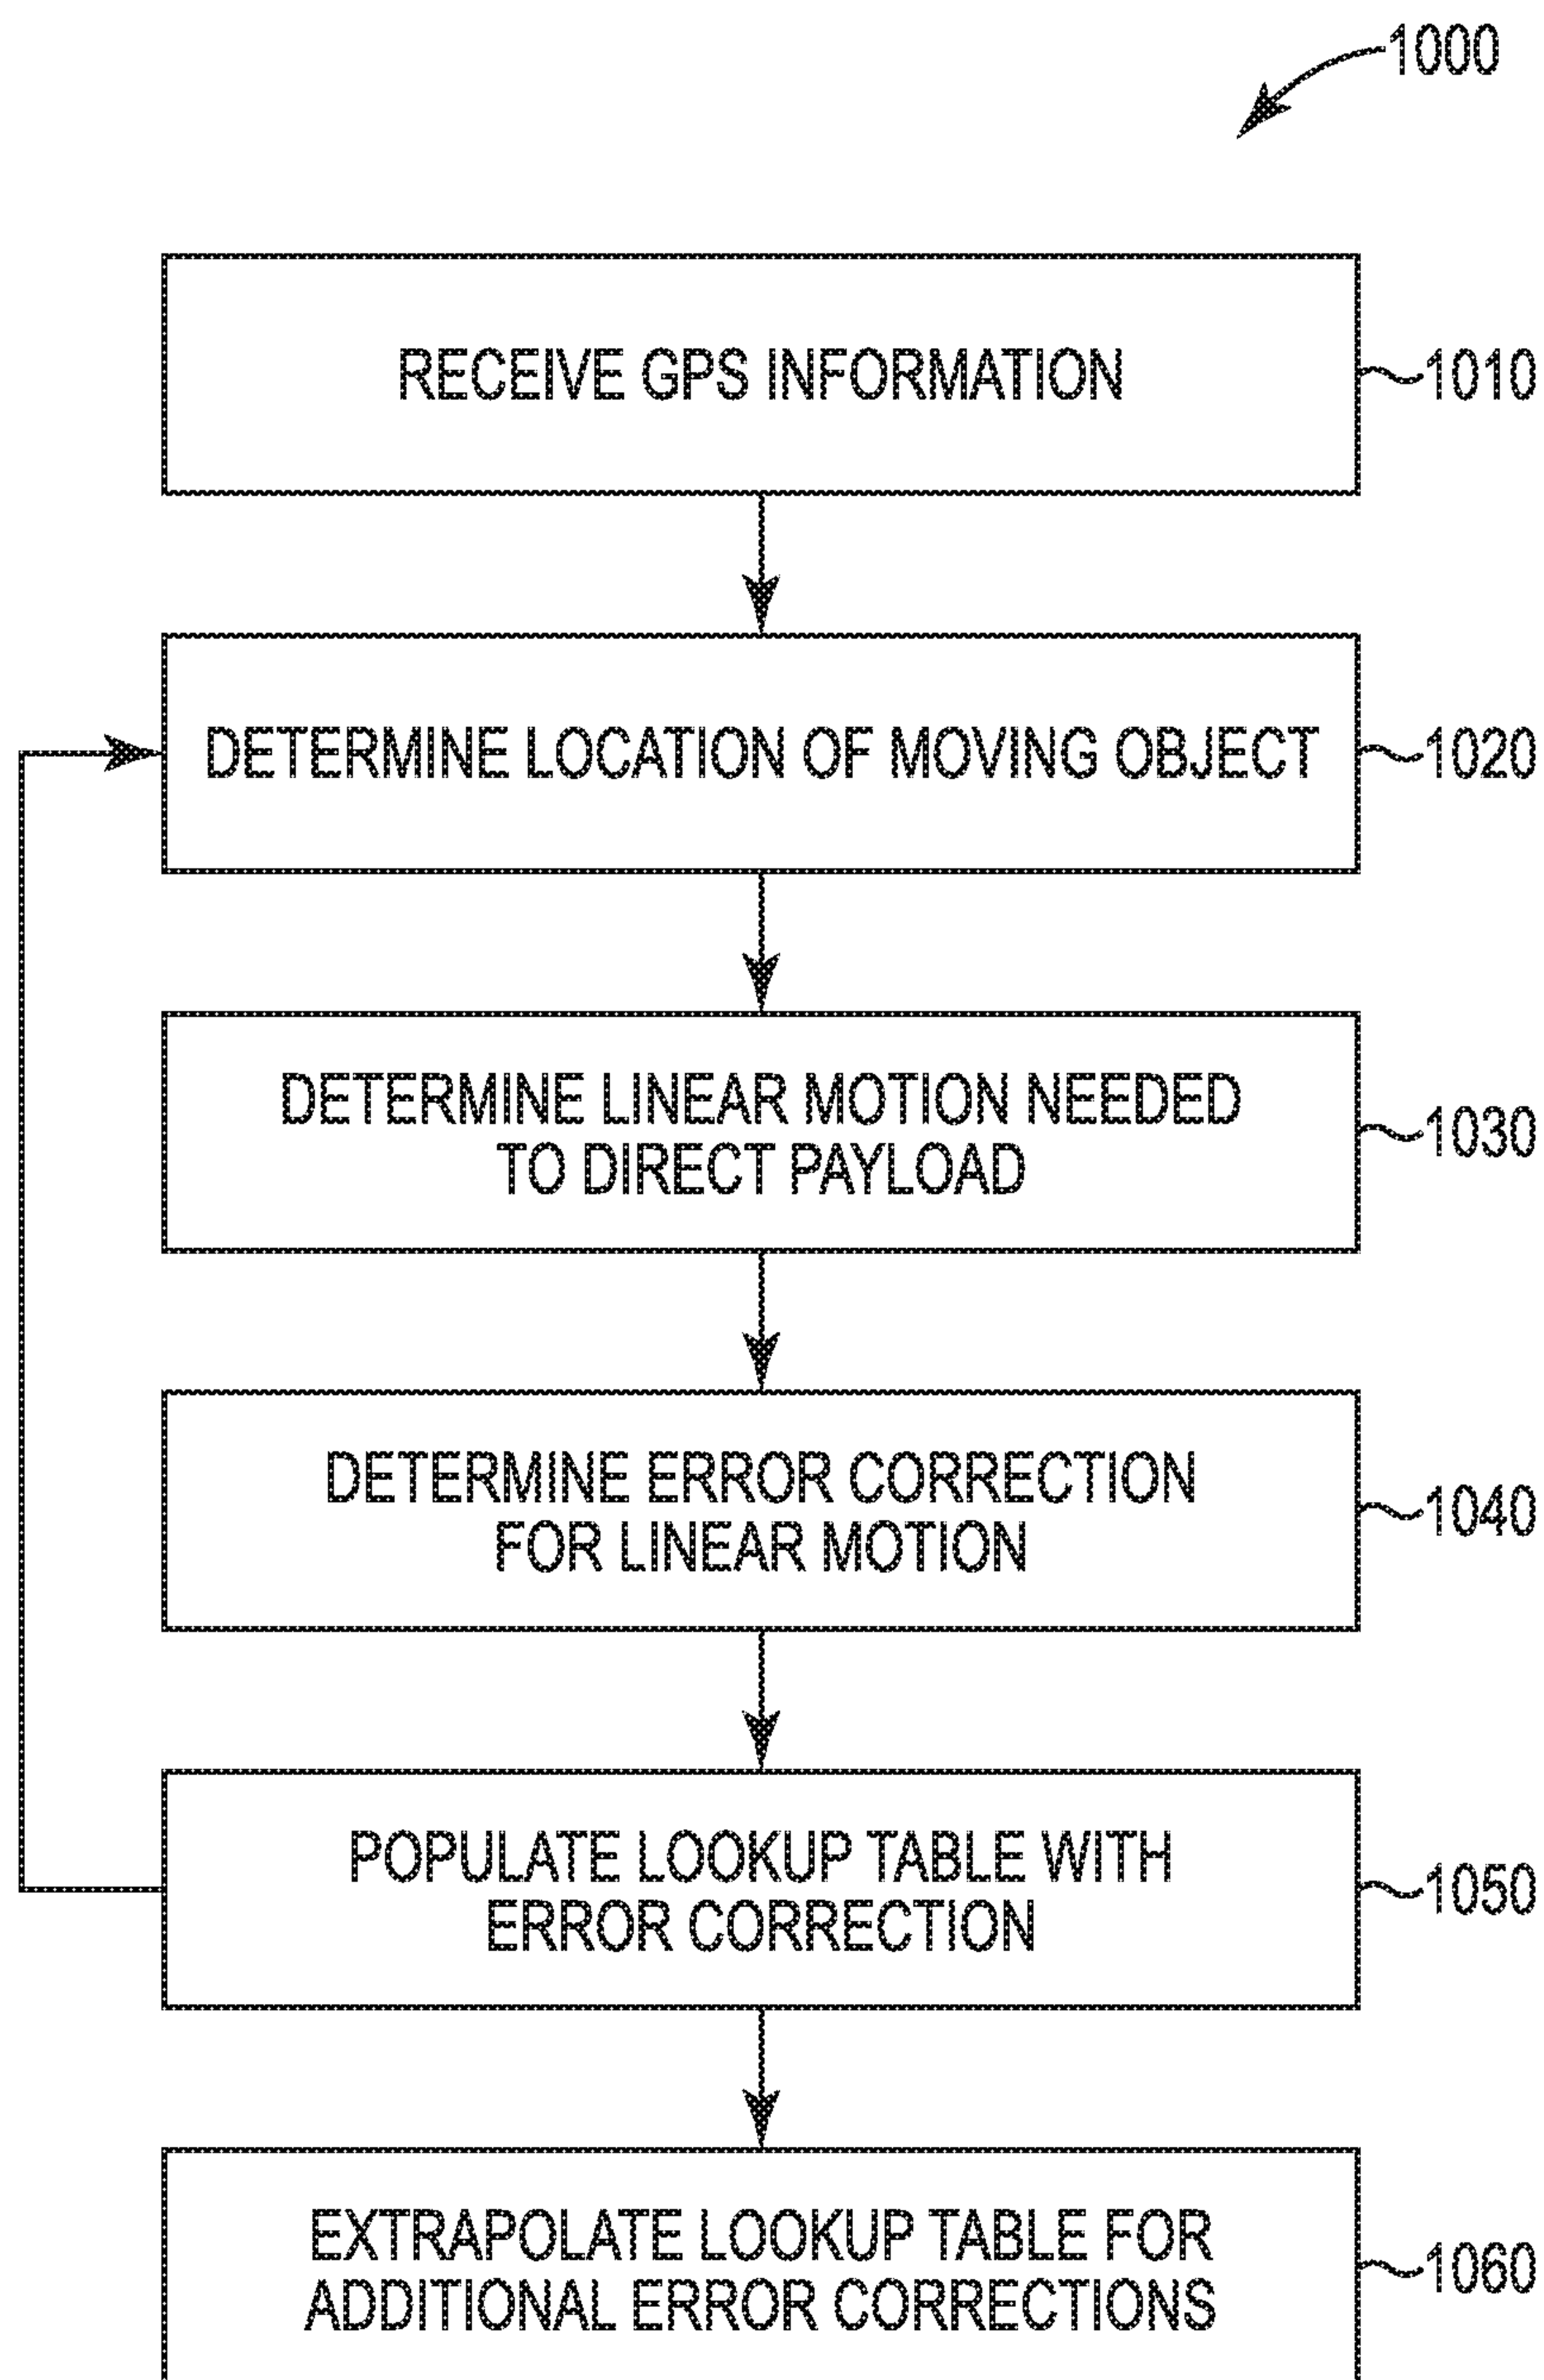 1000
RECEIVE GPS INFORMATION
1010
DETERMINE LOCATION OF MOVING OBJECT
1020
DETERMINE LINEAR MOTION NEEDED
TO DIRECT PAYLOAD
1030
DETERMINE ERROR CORRECTION
FOR LINEAR MOTION
1040
POPULATE LOOKUP TABLE WITH
ERROR CORRECTION
1050
EXTRAPOLATE LOOKUP TABLE FOR
ADDITIONAL ERROR CORRECTIONS
1060